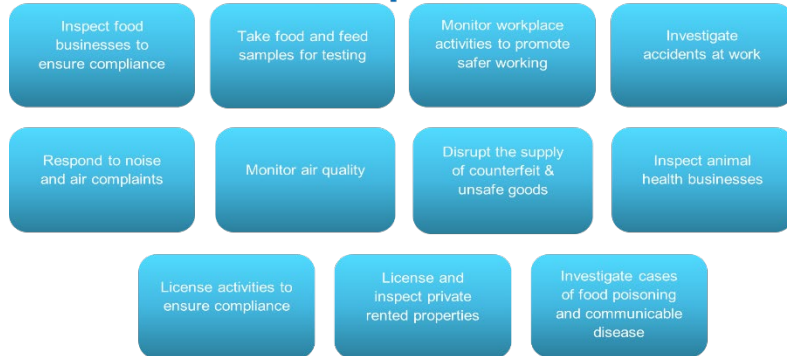 Inspect food
businesses to
ensure compliance
Take food and feed
samples for testing
Monitor workplace
activities to promote
safer working
Investigate
accidents at work
Respond to noise
and air complaints
Monitor air quality
Disrupt the supply
of counterfeit &
unsafe goods
Inspect animal
health businesses
License activities to
ensure compliance
License and
inspect private
rented properties
Investigate cases
of food poisoning
and communicable
disease